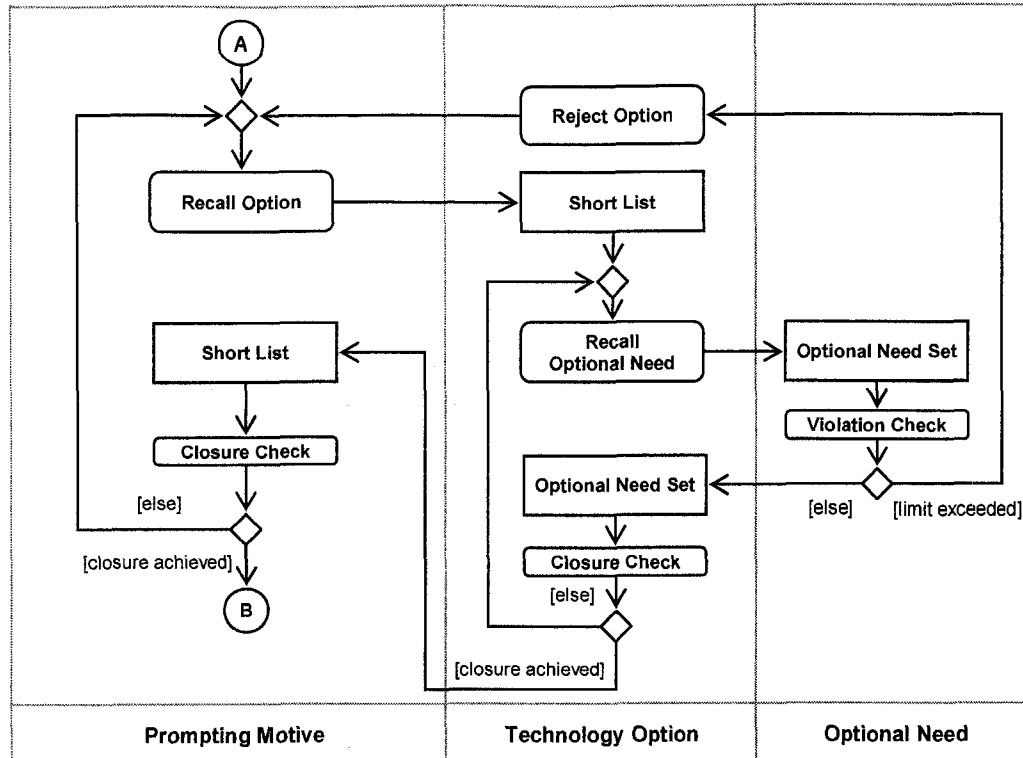 A
Reject Option
Recall Option
Short List
Recall
Optional Need
Short List
Optional Need Set
Violation Check
Closure Check
Optional Need Set
[else]
[else]
[limit exceeded]
[closure achieved]
Closure Check
[else]
B
[closure achieved]
Prompting Motive
Technology Option
Optional Need